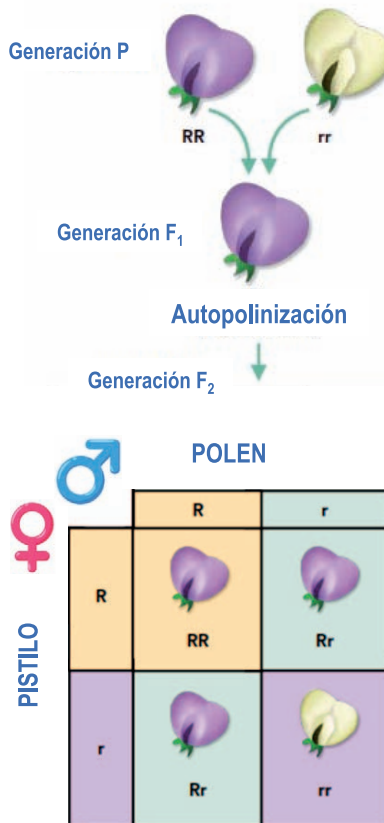 Generación P
RR rr
Generación F₁
Autopolinización
Generación F₂
POLEN
R r
R
PISTILO
RR Rr
r
Rr rr